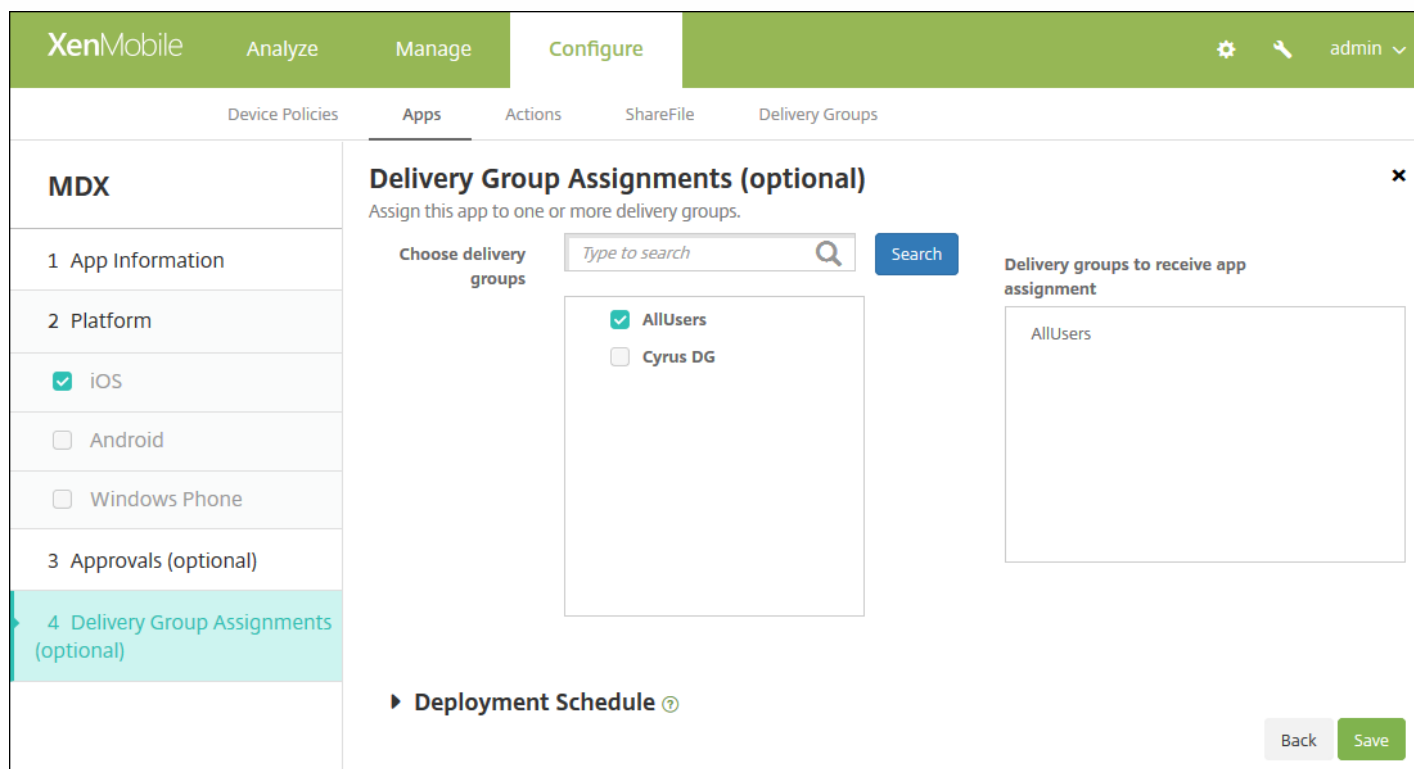 XenMobile Analyze Manage Configure admin
Device Policies Apps Actions ShareFile Delivery Groups
MDX
1 App Information
2 Platform
iOS
Android
Windows Phone
3 Approvals (optional)
4 Delivery Group Assignments
(optional)
Delivery Group Assignments (optional)
Assign this app to one or more delivery groups.
Choose delivery
groups
Type to search
Search
AllUsers
Cyrus DG
Delivery groups to receive app
assignment
AllUsers
Deployment Schedule ?
Back Save